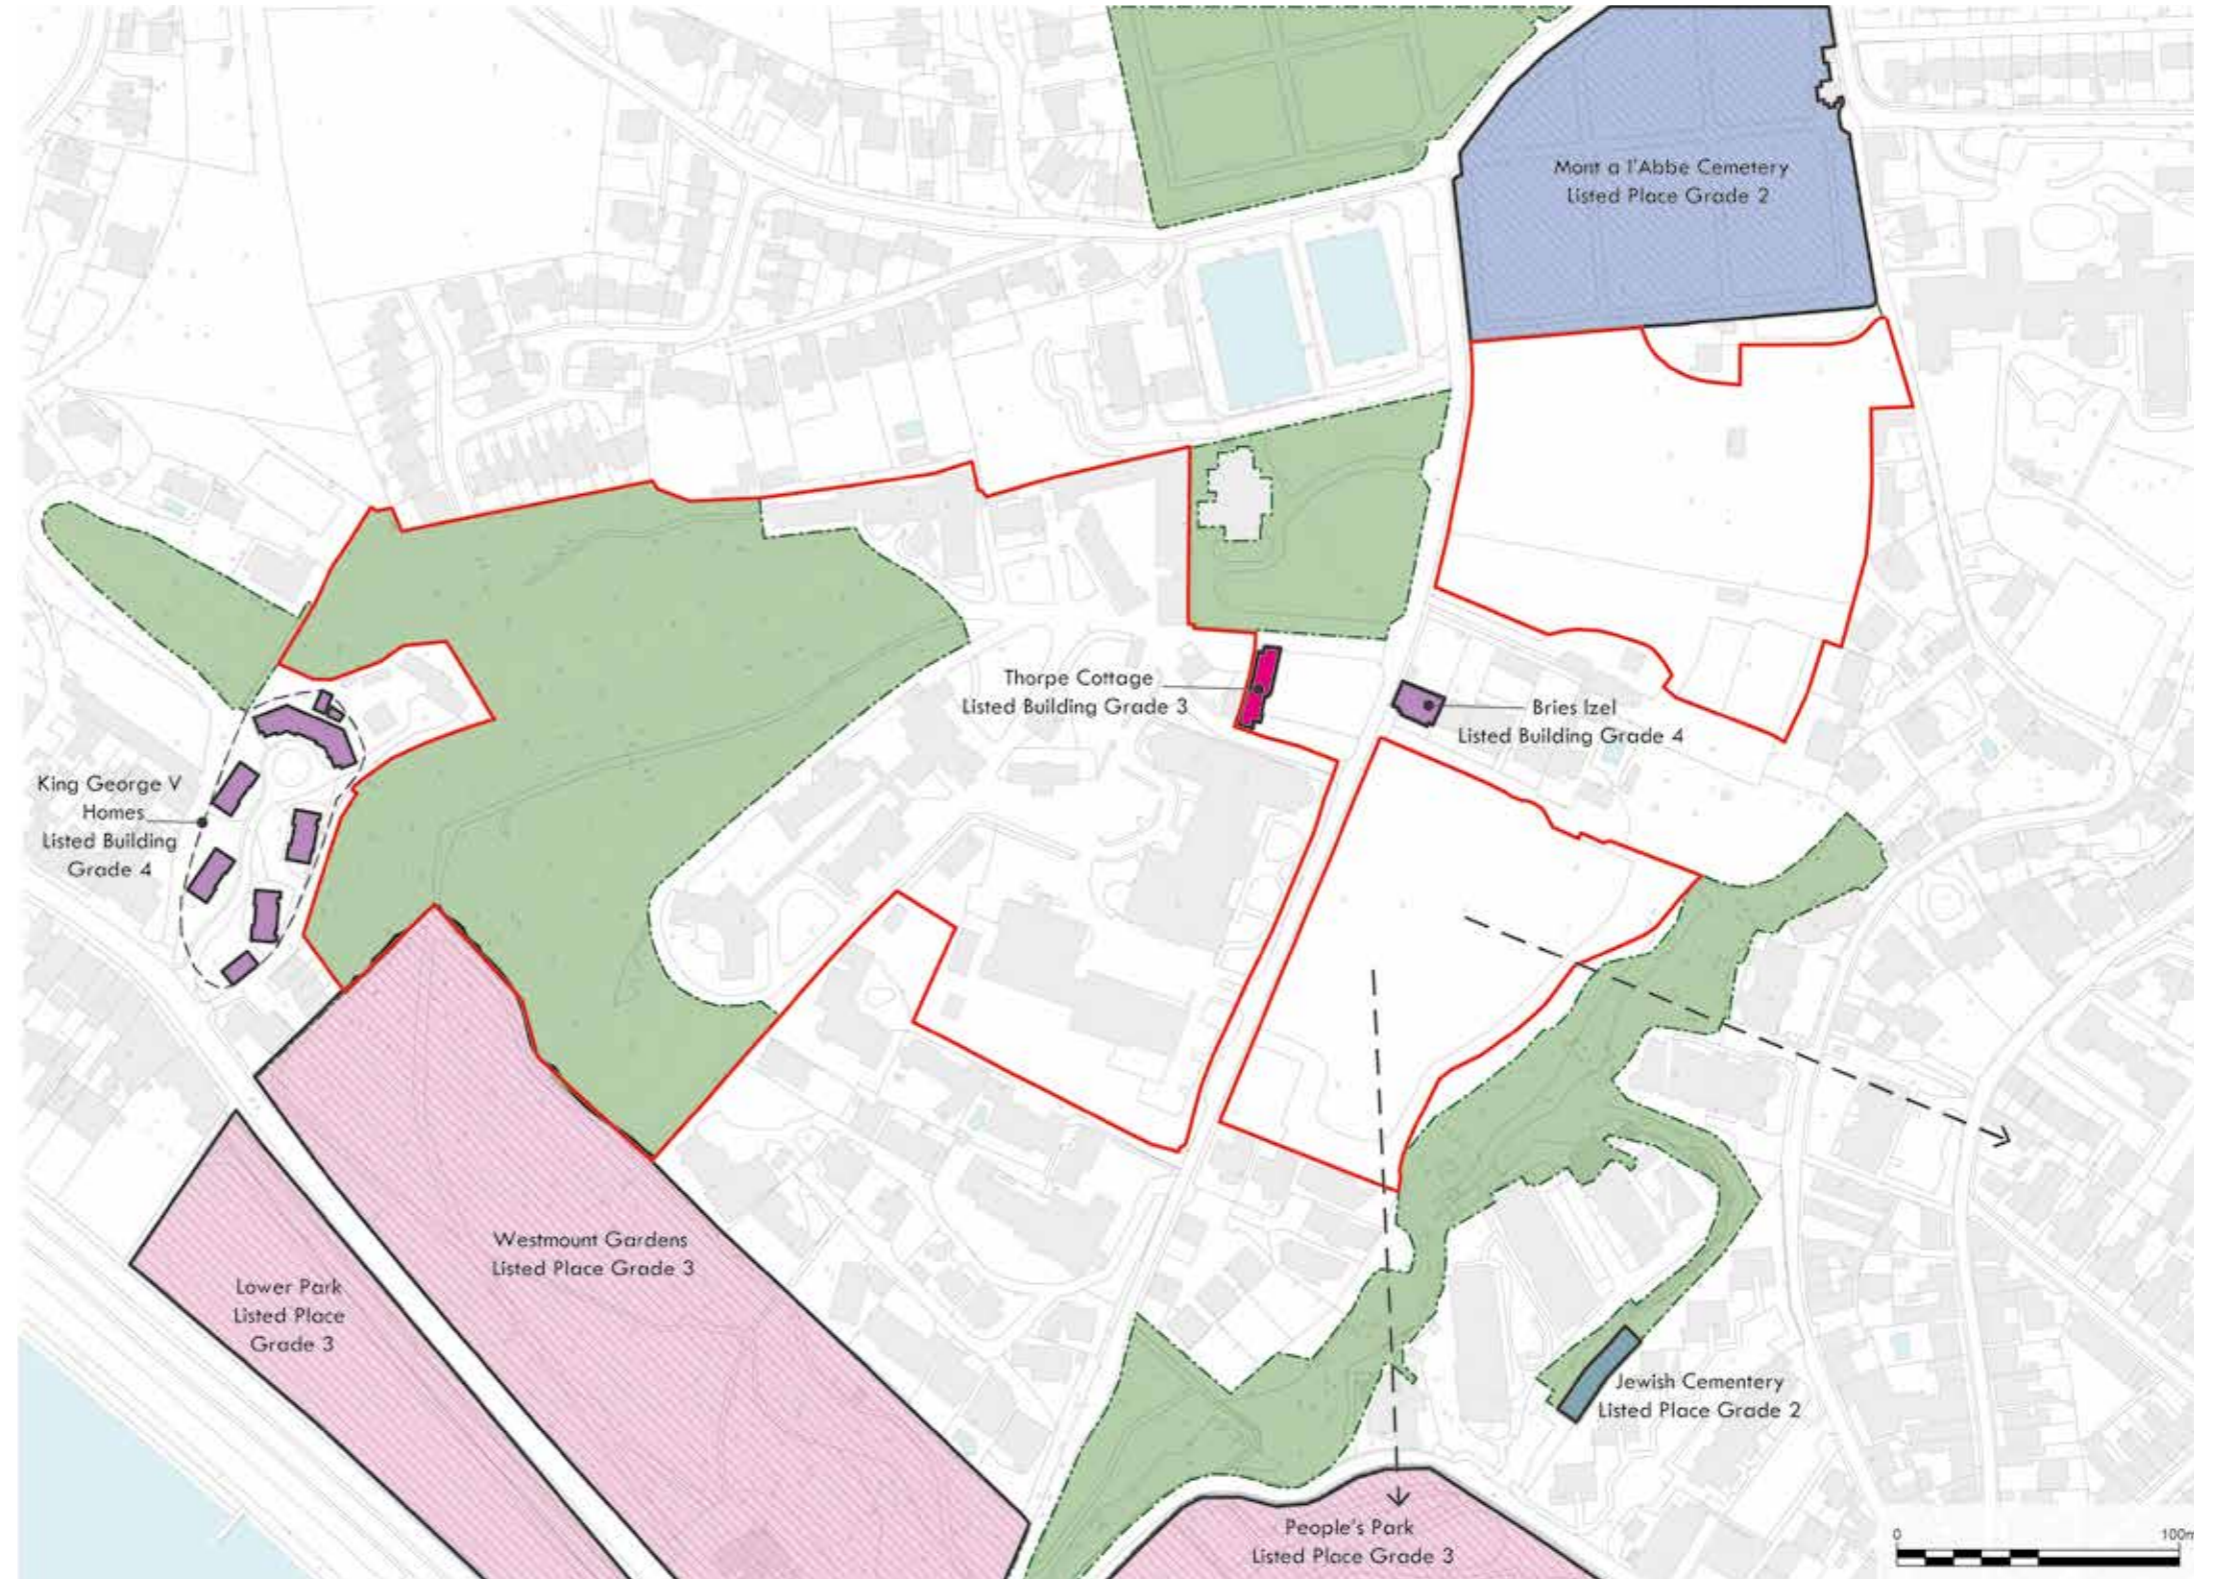 Mont a l'Abbe Cemetery
Listed Place Grade 2
Thorpe Cottage
Listed Building Grade 3
Bries Izel
Listed Building Grade 4
King George V
Homes
Listed Building
Grade 4
Westmount Gardens
Listed Place Grade 3
Lower Park
Listed Place
Grade 3
Jewish Cementery
Listed Place Grade 2
People's Park
Listed Place Grade 3
0 100m